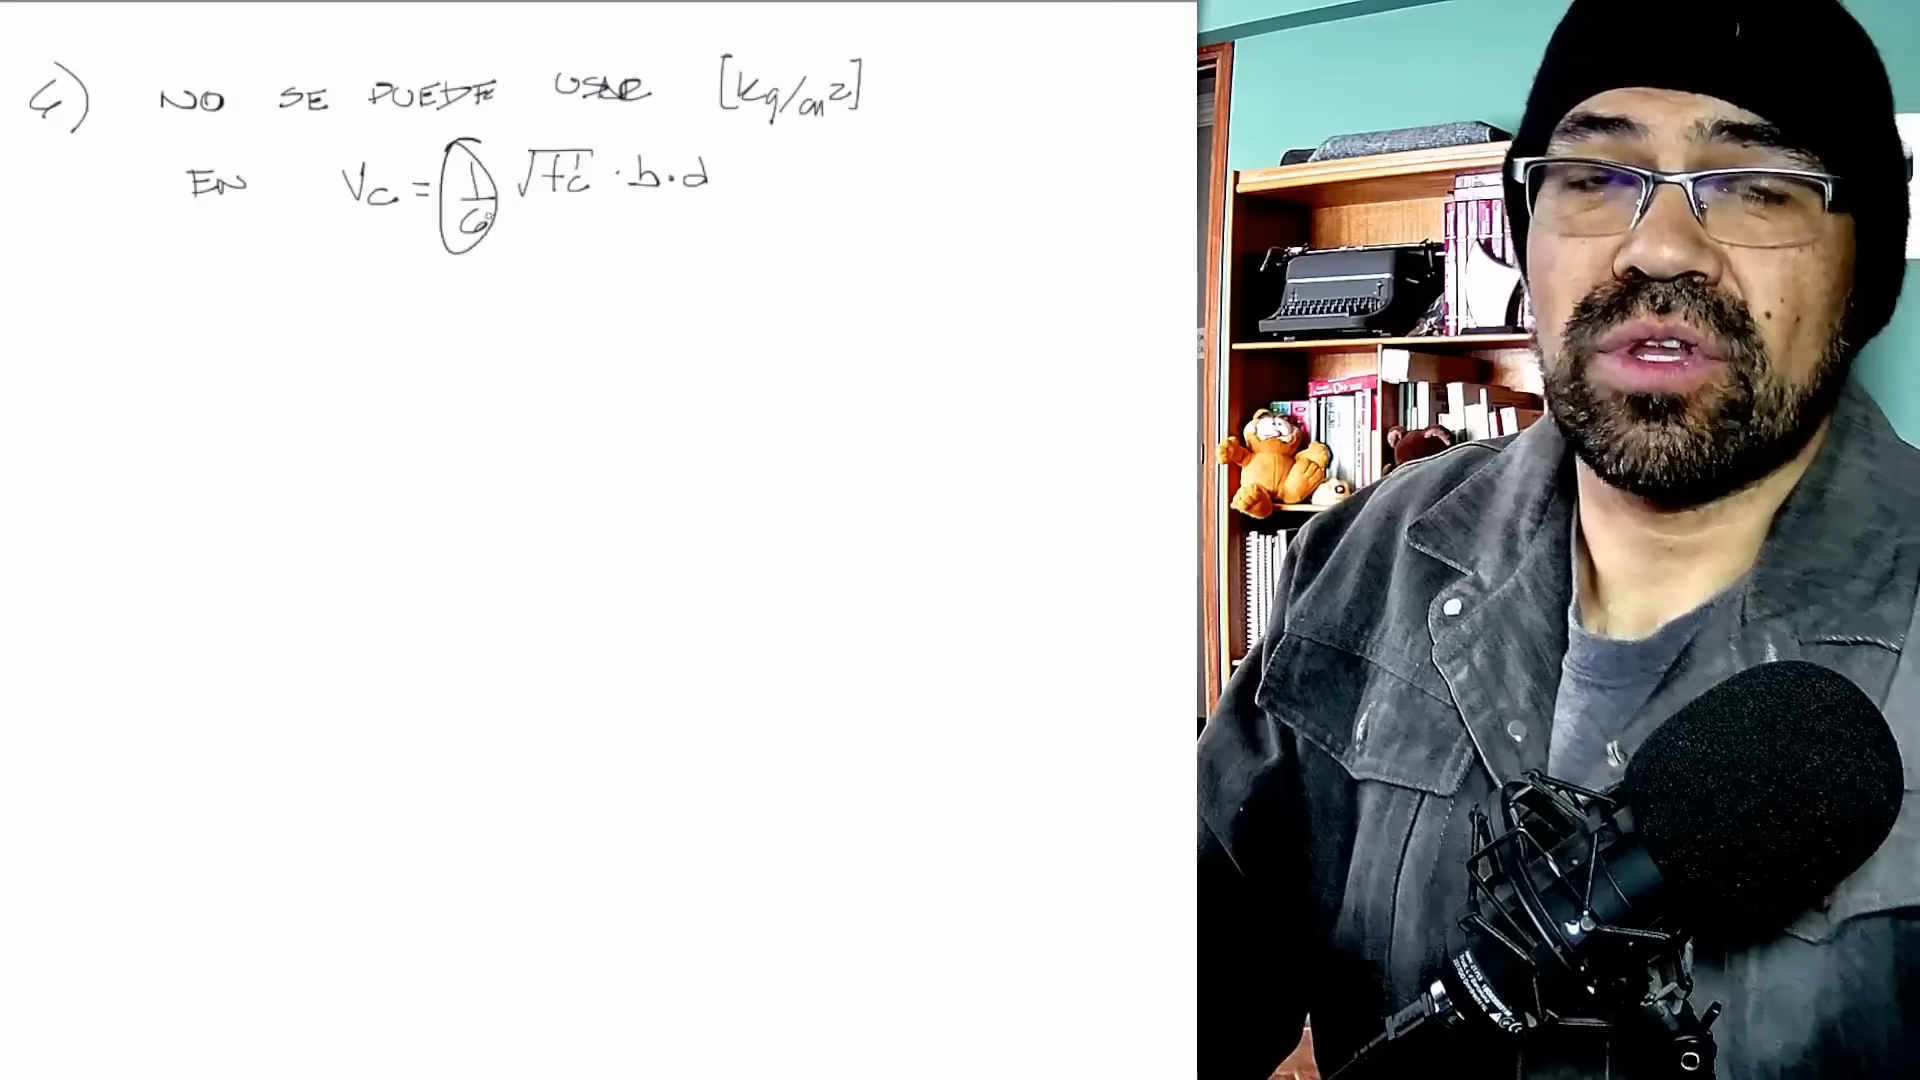 4) NO SE PUEDE USAR [kg/cm2]
EN Vc = 1/6 √f'c · b · d